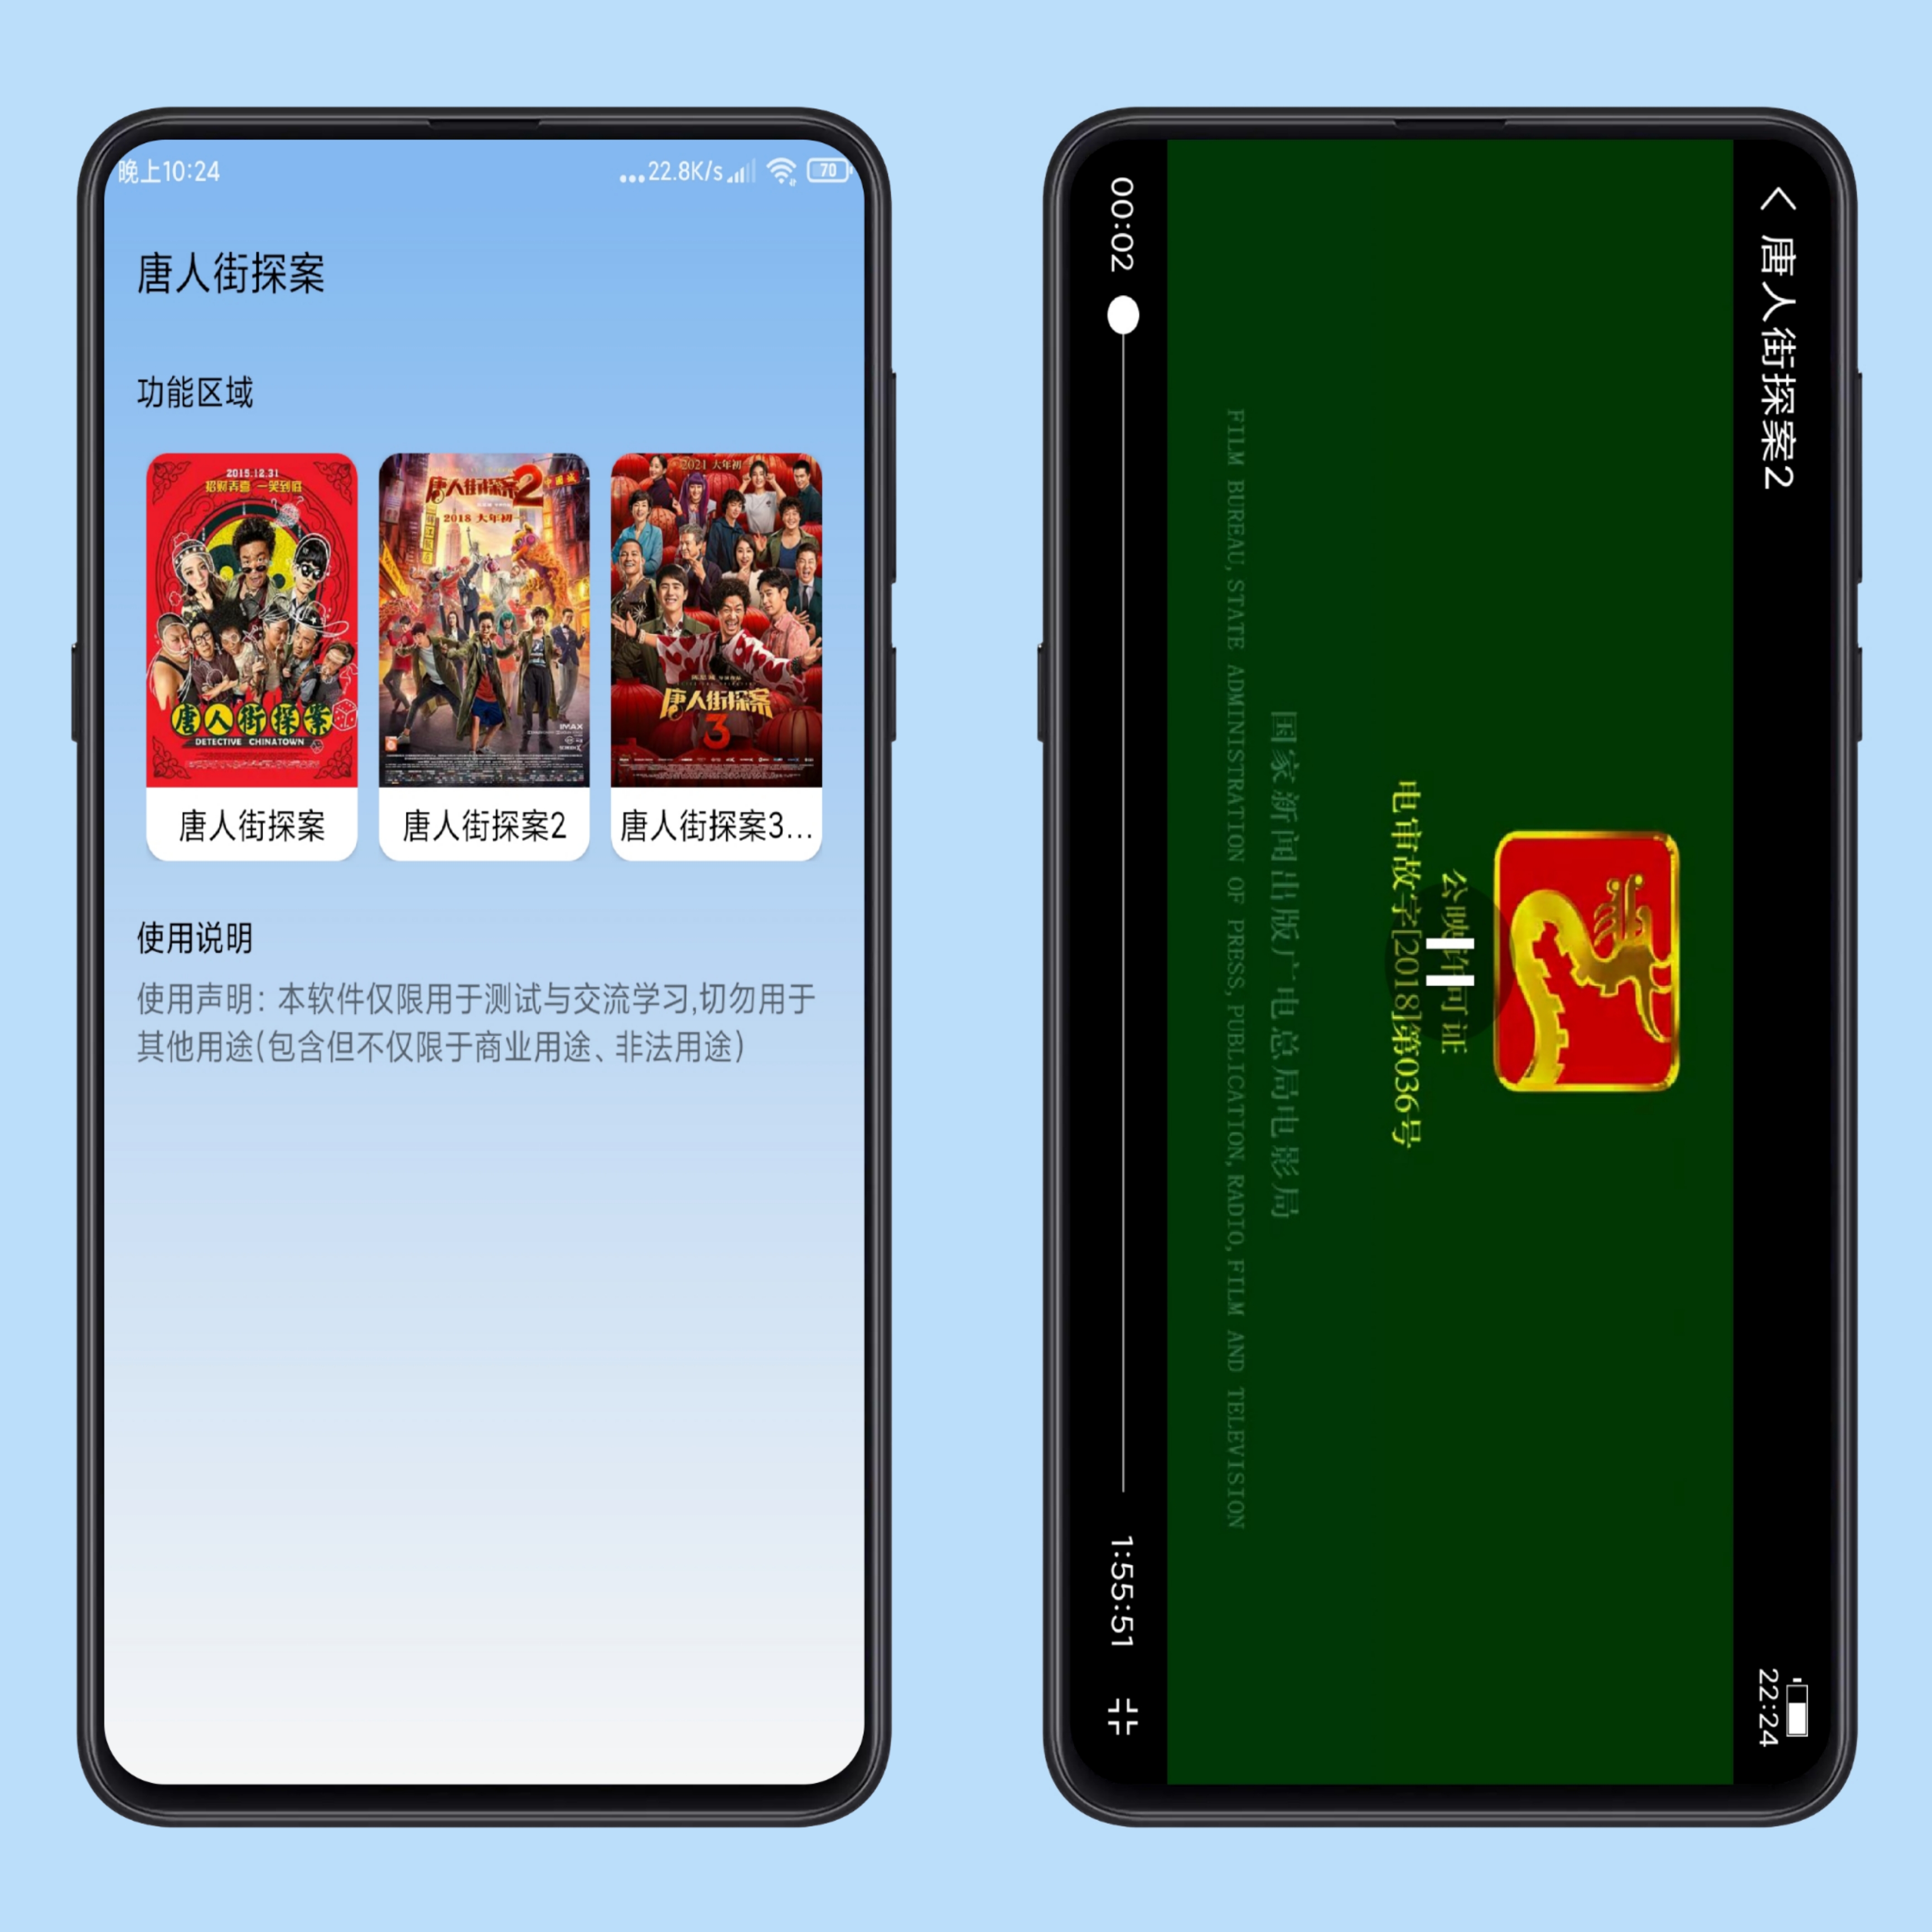 晚上10:24
...22.8K/s
70
唐人街探案
功能区域
2015.12.31
招财弄喜 一笑到底
唐人街探案
DETECTIVE CHINATOWN
唐人街探案
唐人街探案2
中国城
2018 大年初一
IMAX
唐人街探案2
2021 大年初一
唐人街探案
3
唐人街探案3...
使用说明
使用声明：本软件仅限用于测试与交流学习,切勿用于
其他用途(包含但不仅限于商业用途、非法用途)
唐人街探案2
22:24
公映许可证
电审故字[2018]第036号
国家新闻出版广电总局电影局
FILM BUREAU, STATE ADMINISTRATION OF PRESS, PUBLICATION, RADIO, FILM AND TELEVISION
00:02
1:55:51